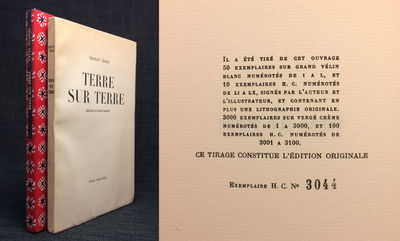 TRISTAN TZARA
TERRE
SUR TERRE
IL A ÉTÉ TIRÉ DE CET OUVRAGE
50 EXEMPLAIRES SUR GRAND VÉLIN
BLANC NUMÉROTÉS DE I A L, ET
10 EXEMPLAIRES H. C. NUMÉROTÉS
DE LI A LX, SIGNÉS PAR L'AUTEUR ET
L'ILLUSTRATEUR, ET CONTENANT EN
PLUS UNE LITHOGRAPHIE ORIGINALE.
3000 EXEMPLAIRES SUR VERGÉ CRÈME
NUMÉROTÉS DE 1 A 3000, ET 100
EXEMPLAIRES H. C. NUMÉROTÉS DE
3001 A 3100.
CE TIRAGE CONSTITUE L'ÉDITION ORIGINALE
EXEMPLAIRE H. C. Nº 3044